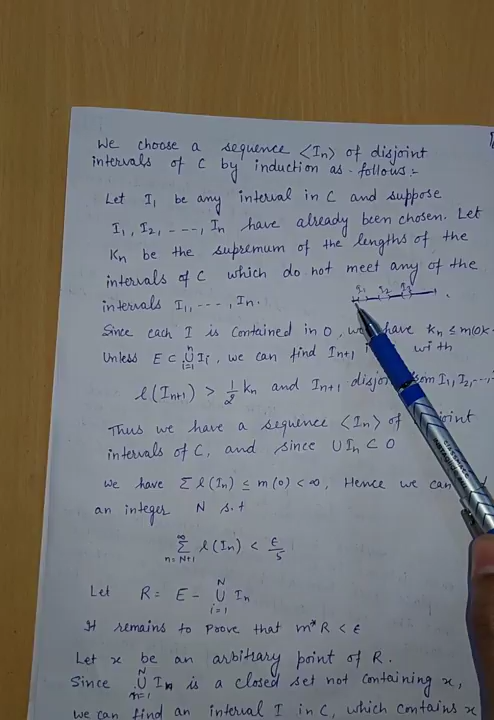 We choose a sequence <In> of disjoint
intervals of C by induction as follows:-
Let I1 be any interval in C and suppose
I1, I2, ---, In have already been chosen. Let
Kn be the supremum of the lengths of the
intervals of C which do not meet any of the
intervals I1, ---, In.
Since each I is contained in O, we have kn ≤ m(O)<
Unless E ⊂ n∪i=1 Ii, we can find In+1 with
l(In+1) > 1/2 kn and In+1 disjoint from I1, I2, --,
Thus we have a sequence <In> of disjoint
intervals of C, and since ∪In ⊂ O
We have Σ l(In) ≤ m(O) < ∞, Hence we can
an integer N s.t
∞Σn=N+1 l(In) < ε/5
Let R = E - N∪i=1 In
It remains to prove that m*R < ε
Let x be an arbitrary point of R.
Since N∪n=1 In is a closed set not containing x,
we can find an interval I in C, which contains x